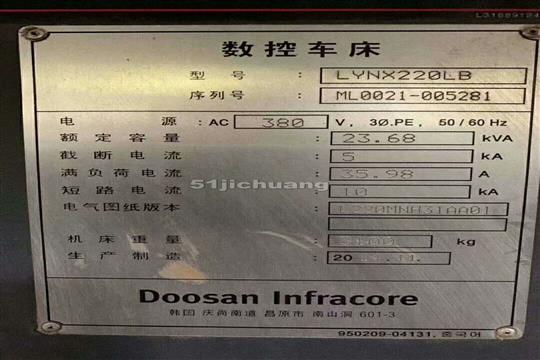 数控车床
型号 : LYNX220LB
序列号 : ML0021-005281
电源 : AC 380 V, 3Ø.PE, 50/60 Hz
额定容量 : 23.68 kVA
截断电流 : 5 kA
满负荷电流 : 35.98 A
51jichuang
短路电流 : 10 kA
电气图纸版本 :
机床重量 : kg
生产制造 : 20
Doosan Infracore
韩国 庆尚南道 昌原市 南山洞 601-3
950209-04131. 중국어